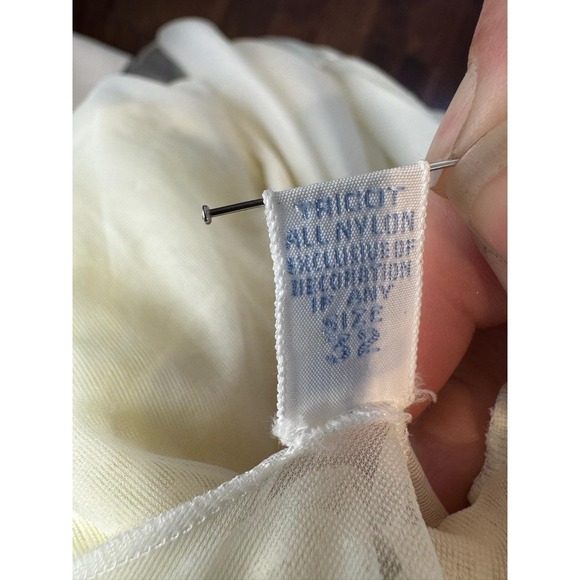 TRICOT
ALL NYLON
EXCLUSIVE OF
DECORATION
IF ANY
SIZE
32